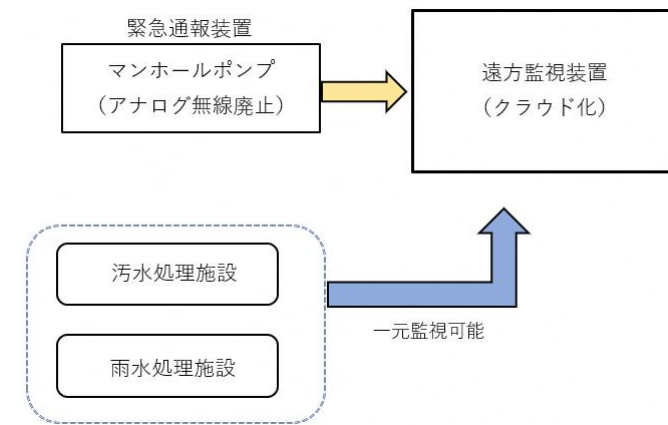 緊急通報装置
マンホールポンプ
（アナログ無線廃止）
遠方監視装置
（クラウド化）
汚水処理施設
雨水処理施設
一元監視可能